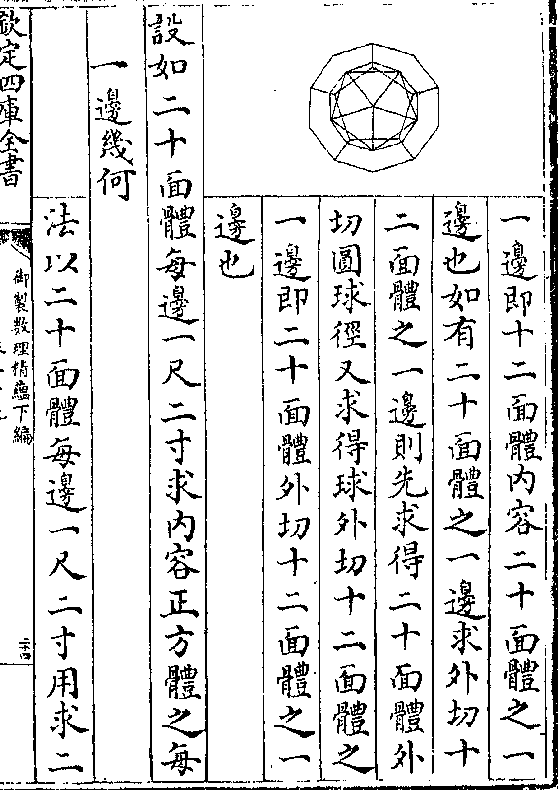 一邊即十二面體内容二十面體之一
邊也如有二十面體之一邊求外切十
二面體之一邊則先求得二十面體外
切圓球徑又求得球外切十二面體之
一邊即二十面體外切十二面體之一
邊也
設如二十面體每邊一尺二寸求内容正方體之每
一邊幾何
法以二十面體每邊一尺二寸用求二
欽定四庫全書
御製數理精蘊下編
二十四